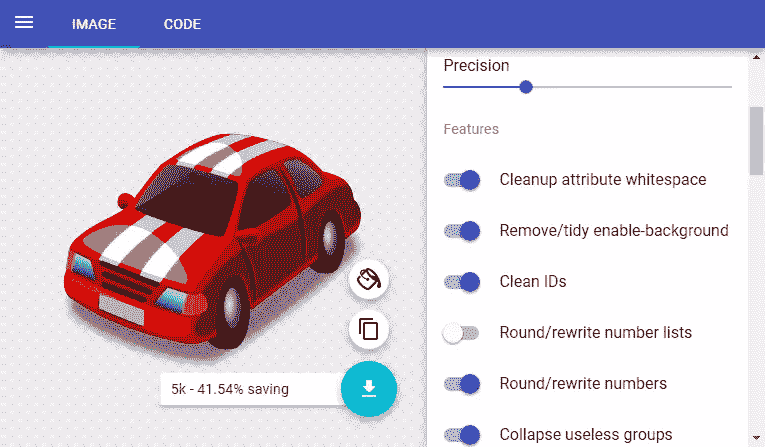 IMAGE
CODE
Precision
Features
Cleanup attribute whitespace
Remove/tidy enable-background
Clean IDs
Round/rewrite number lists
Round/rewrite numbers
Collapse useless groups
5k - 41.54% saving